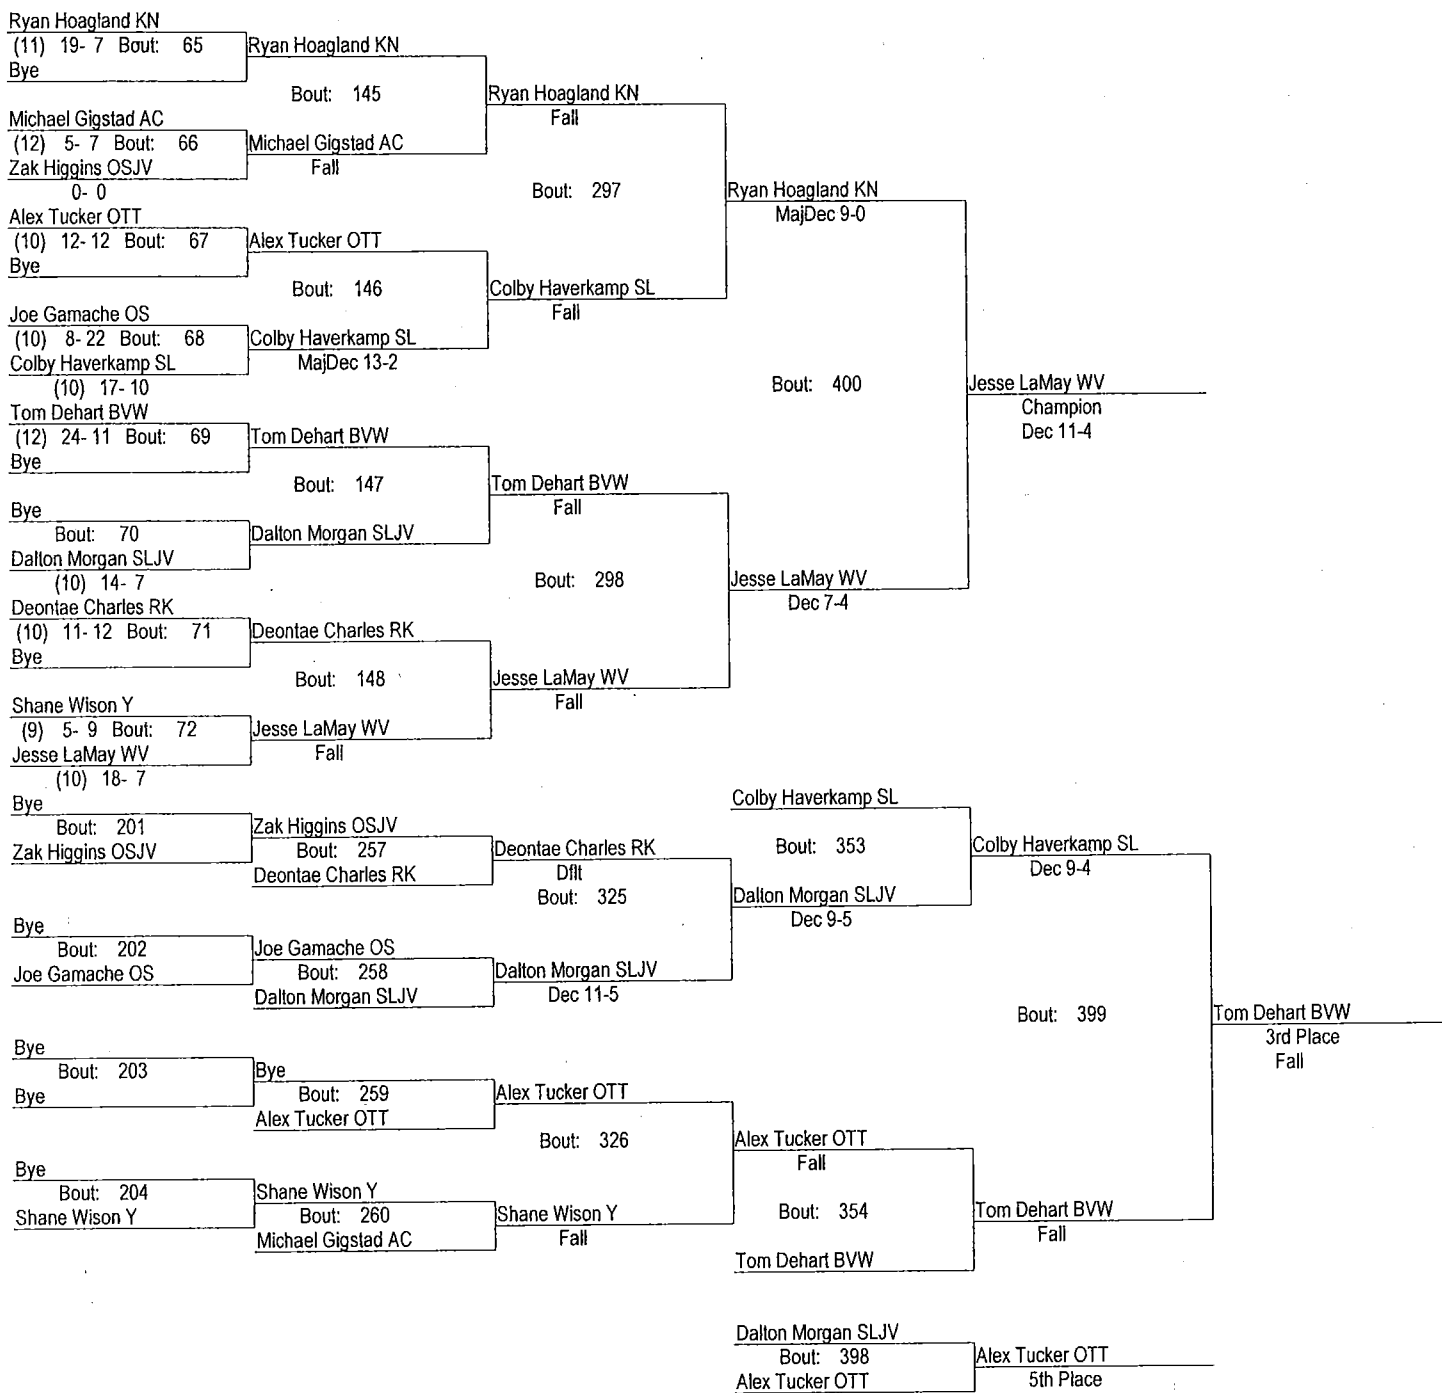 Ryan Hoagland KN
(11) 19- 7 Bout: 65
Bye
Ryan Hoagland KN
Bout: 145
Michael Gigstad AC
(12) 5- 7 Bout: 66
Zak Higgins OSJV
0- 0
Michael Gigstad AC
Fall
Ryan Hoagland KN
Fall
Bout: 297
Alex Tucker OTT
(10) 12- 12 Bout: 67
Bye
Alex Tucker OTT
Bout: 146
Joe Gamache OS
(10) 8- 22 Bout: 68
Colby Haverkamp SL
(10) 17- 10
Colby Haverkamp SL
MajDec 13-2
Colby Haverkamp SL
Fall
Ryan Hoagland KN
MajDec 9-0
Bout: 400
Tom Dehart BVW
(12) 24- 11 Bout: 69
Bye
Tom Dehart BVW
Bout: 147
Bye
Bout: 70
Dalton Morgan SLJV
(10) 14- 7
Dalton Morgan SLJV
Tom Dehart BVW
Fall
Bout: 298
Deontae Charles RK
(10) 11- 12 Bout: 71
Bye
Deontae Charles RK
Bout: 148
Shane Wison Y
(9) 5- 9 Bout: 72
Jesse LaMay WV
(10) 18- 7
Jesse LaMay WV
Fall
Jesse LaMay WV
Fall
Jesse LaMay WV
Dec 7-4
Jesse LaMay WV
Champion
Dec 11-4
Bye
Bout: 201
Zak Higgins OSJV
Zak Higgins OSJV
Bout: 257
Deontae Charles RK
Deontae Charles RK
Dflt
Bout: 325
Bye
Bout: 202
Joe Gamache OS
Joe Gamache OS
Bout: 258
Dalton Morgan SLJV
Dalton Morgan SLJV
Dec 11-5
Colby Haverkamp SL
Bout: 353
Dalton Morgan SLJV
Dec 9-5
Colby Haverkamp SL
Dec 9-4
Bout: 399
Bye
Bout: 203
Bye
Bye
Bout: 259
Alex Tucker OTT
Alex Tucker OTT
Bout: 326
Bye
Bout: 204
Shane Wison Y
Shane Wison Y
Bout: 260
Michael Gigstad AC
Shane Wison Y
Fall
Alex Tucker OTT
Fall
Bout: 354
Tom Dehart BVW
Tom Dehart BVW
Fall
Tom Dehart BVW
3rd Place
Fall
Dalton Morgan SLJV
Bout: 398
Alex Tucker OTT
Alex Tucker OTT
5th Place